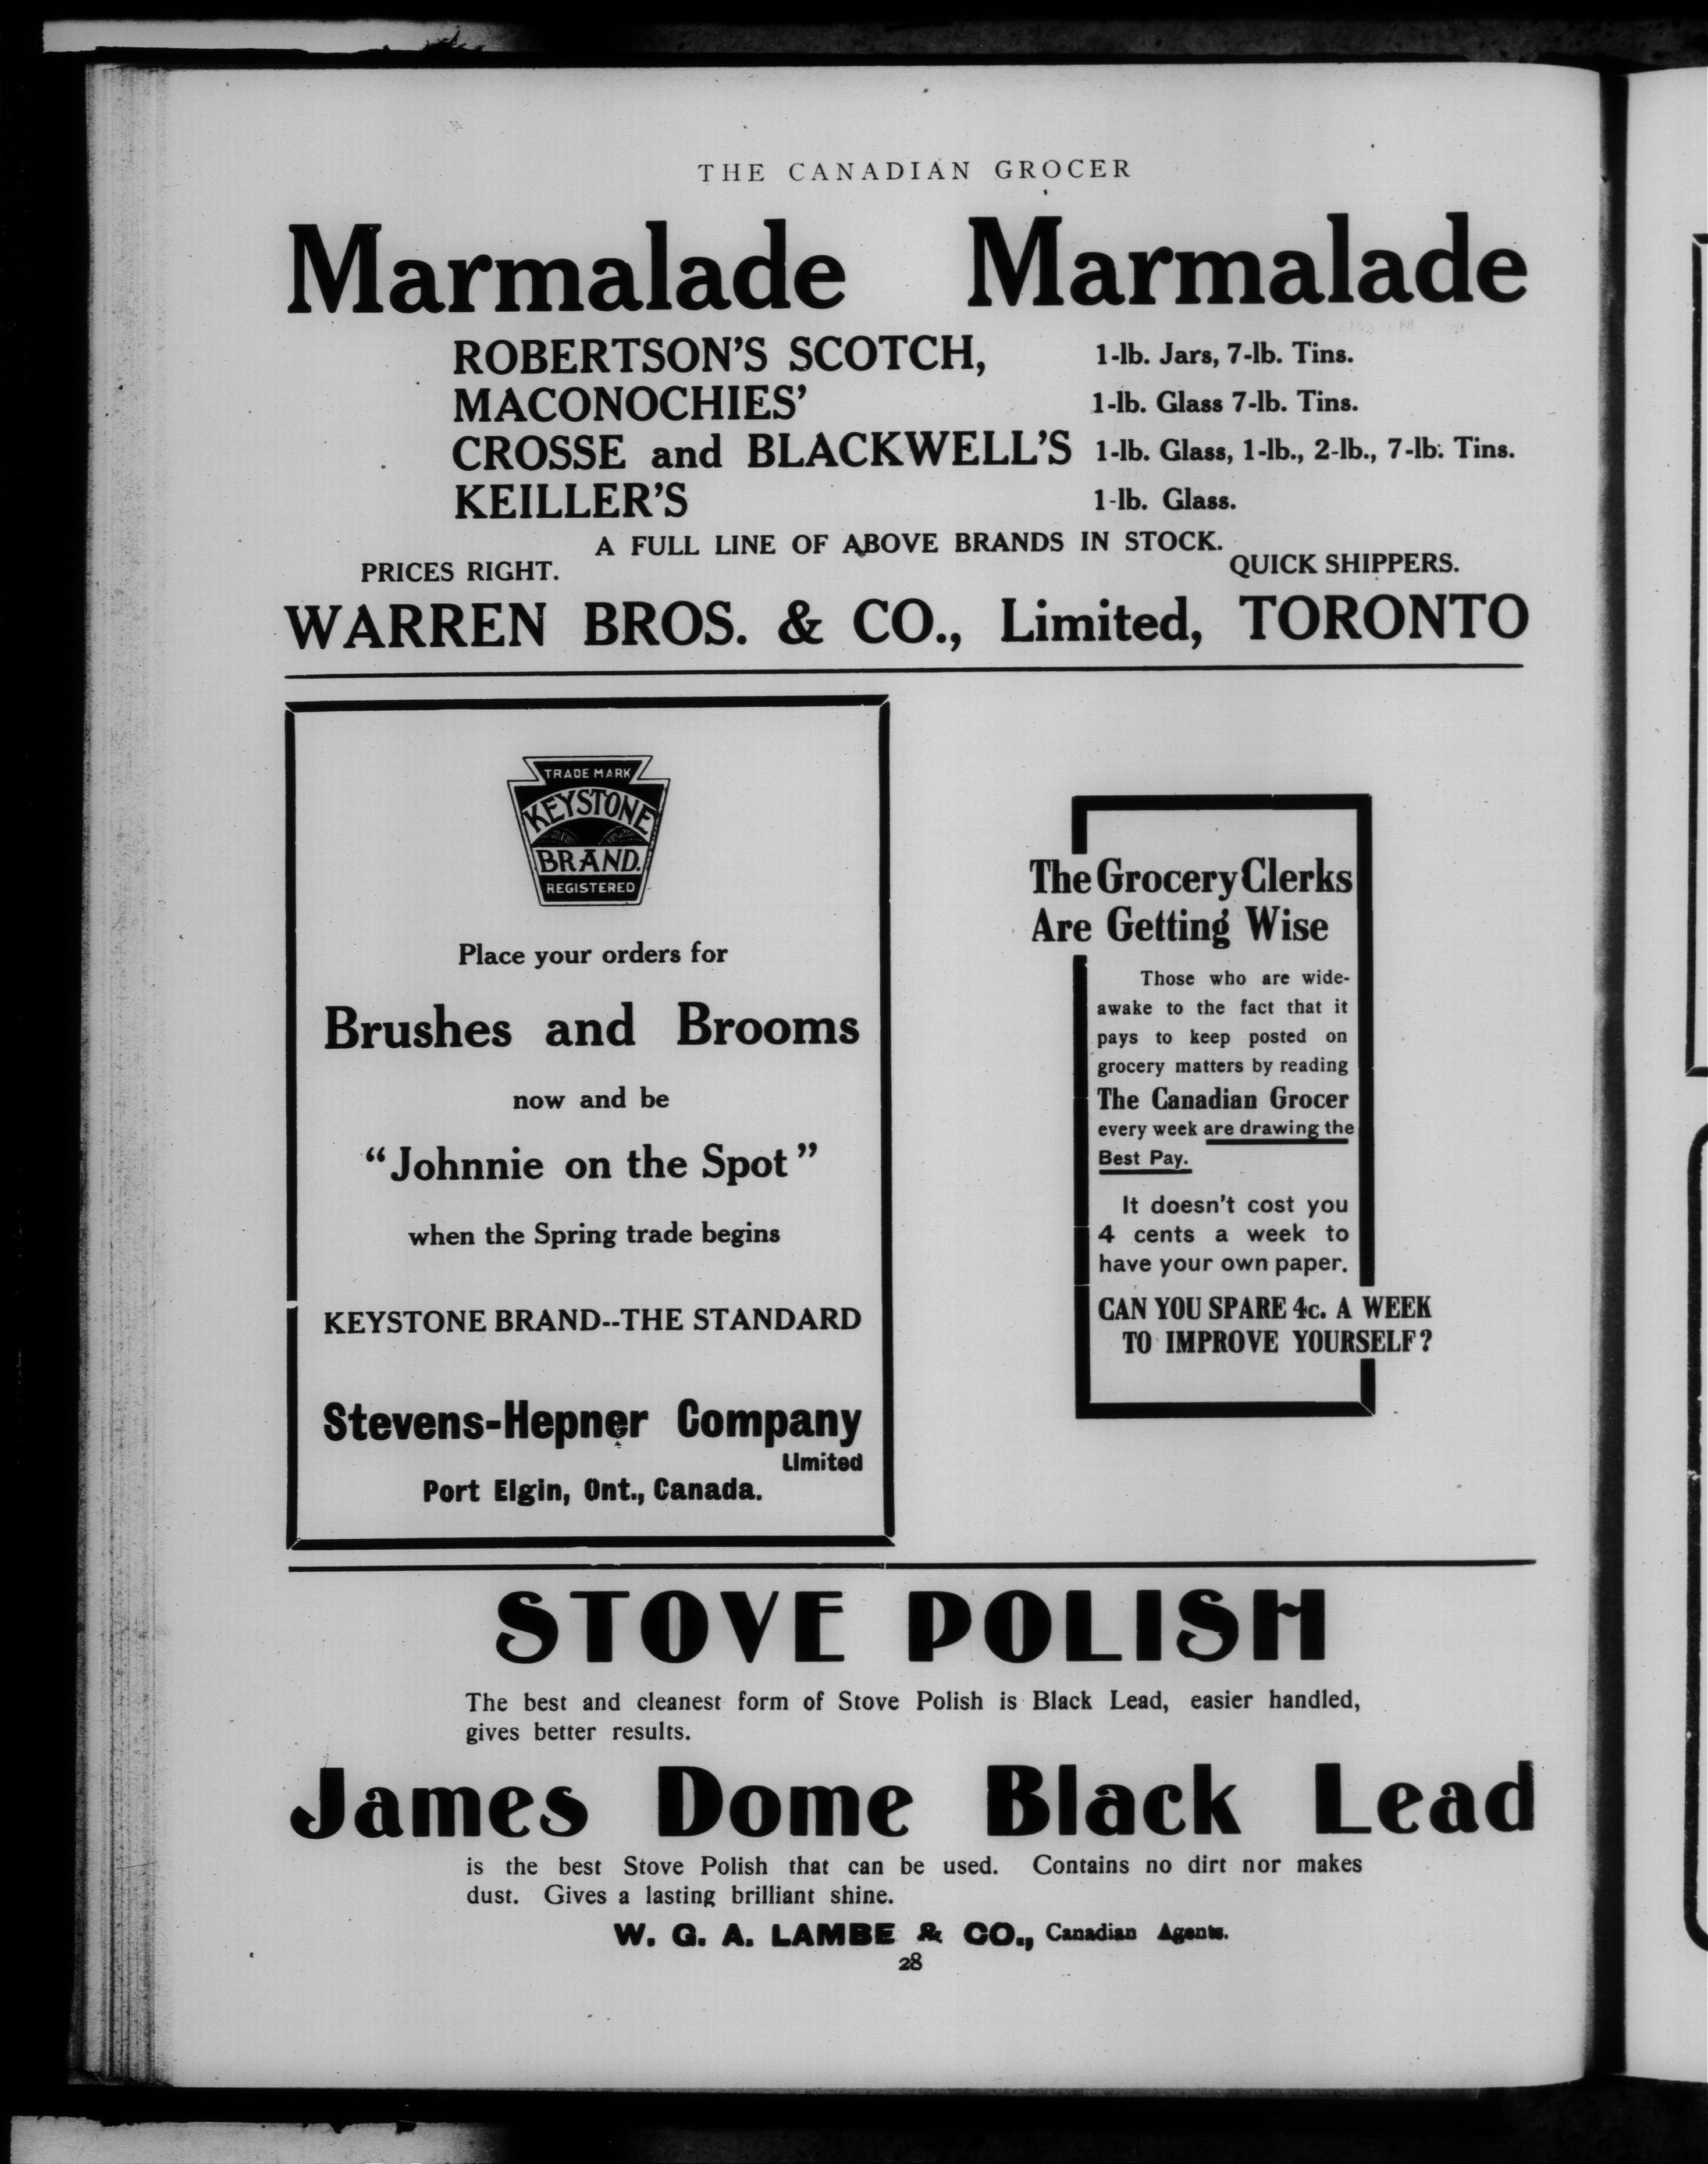 THE CANADIAN GROCER
Marmalade Marmalade
ROBERTSON'S SCOTCH, 1-lb. Jars, 7-lb. Tins.
MACONOCHIES' 1-lb. Glass 7-lb. Tins.
CROSSE and BLACKWELL'S 1-lb. Glass, 1-lb., 2-lb., 7-lb. Tins.
KEILLER'S 1-lb. Glass.
A FULL LINE OF ABOVE BRANDS IN STOCK.
PRICES RIGHT. QUICK SHIPPERS.
WARREN BROS. & CO., Limited, TORONTO
TRADE MARK
KEYSTONE
BRAND.
REGISTERED
Place your orders for
Brushes and Brooms
now and be
"Johnnie on the Spot"
when the Spring trade begins
KEYSTONE BRAND--THE STANDARD
Stevens-Hepner Company
Limited
Port Elgin, Ont., Canada.
The Grocery Clerks
Are Getting Wise
Those who are wide-
awake to the fact that it
pays to keep posted on
grocery matters by reading
The Canadian Grocer
every week are drawing the
Best Pay.
It doesn't cost you
4 cents a week to
have your own paper.
CAN YOU SPARE 4c. A WEEK
TO IMPROVE YOURSELF?
STOVE POLISH
The best and cleanest form of Stove Polish is Black Lead, easier handled,
gives better results.
James Dome Black Lead
is the best Stove Polish that can be used. Contains no dirt nor makes
dust. Gives a lasting brilliant shine.
W. G. A. LAMBE & CO., Canadian Agents.
28